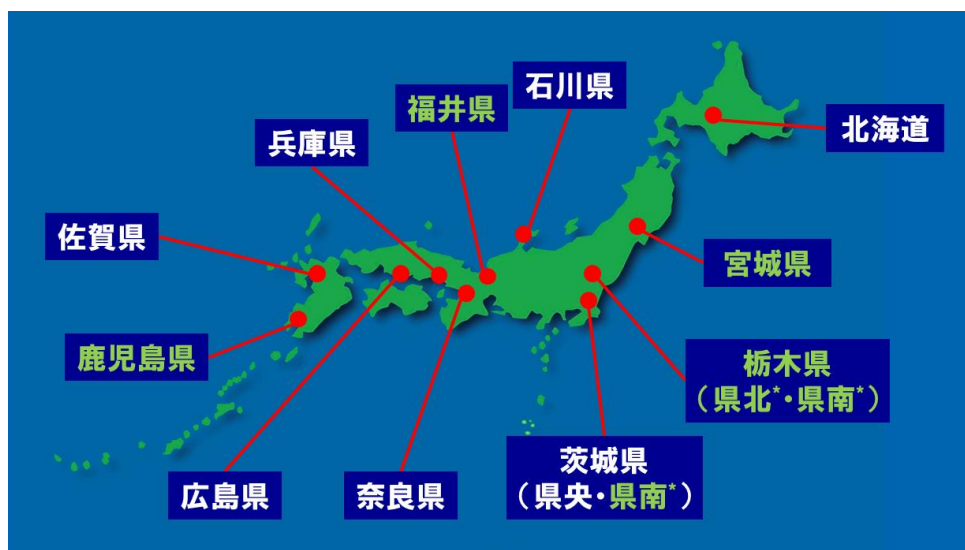 石川県
福井県
北海道
兵庫県
佐賀県
宮城県
鹿児島県
栃木県
（県北*・県南*）
茨城県
（県央・県南*）
広島県
奈良県